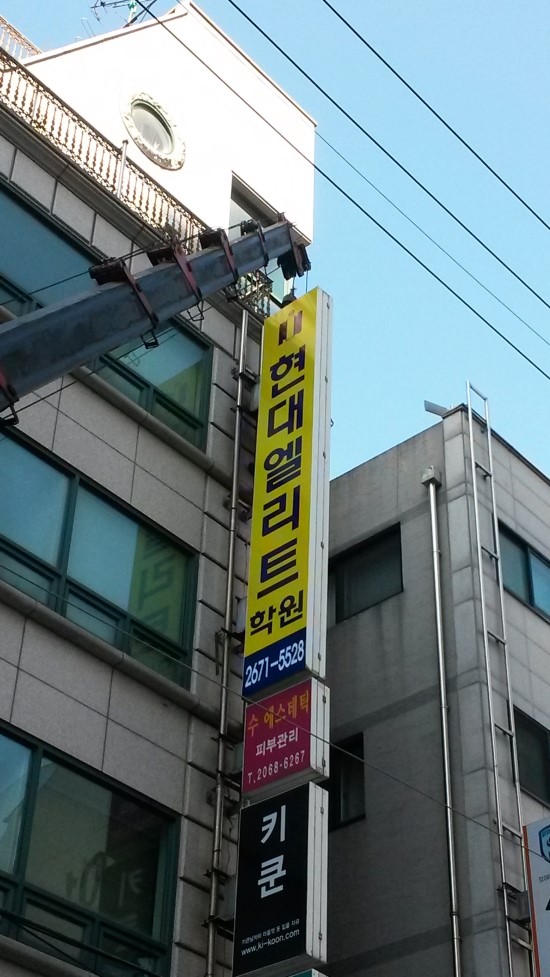 현대엘리트
학원
2671-5528
수 에스테틱
피부관리
T.2068-6267
키쿤
www.ki-koon.com